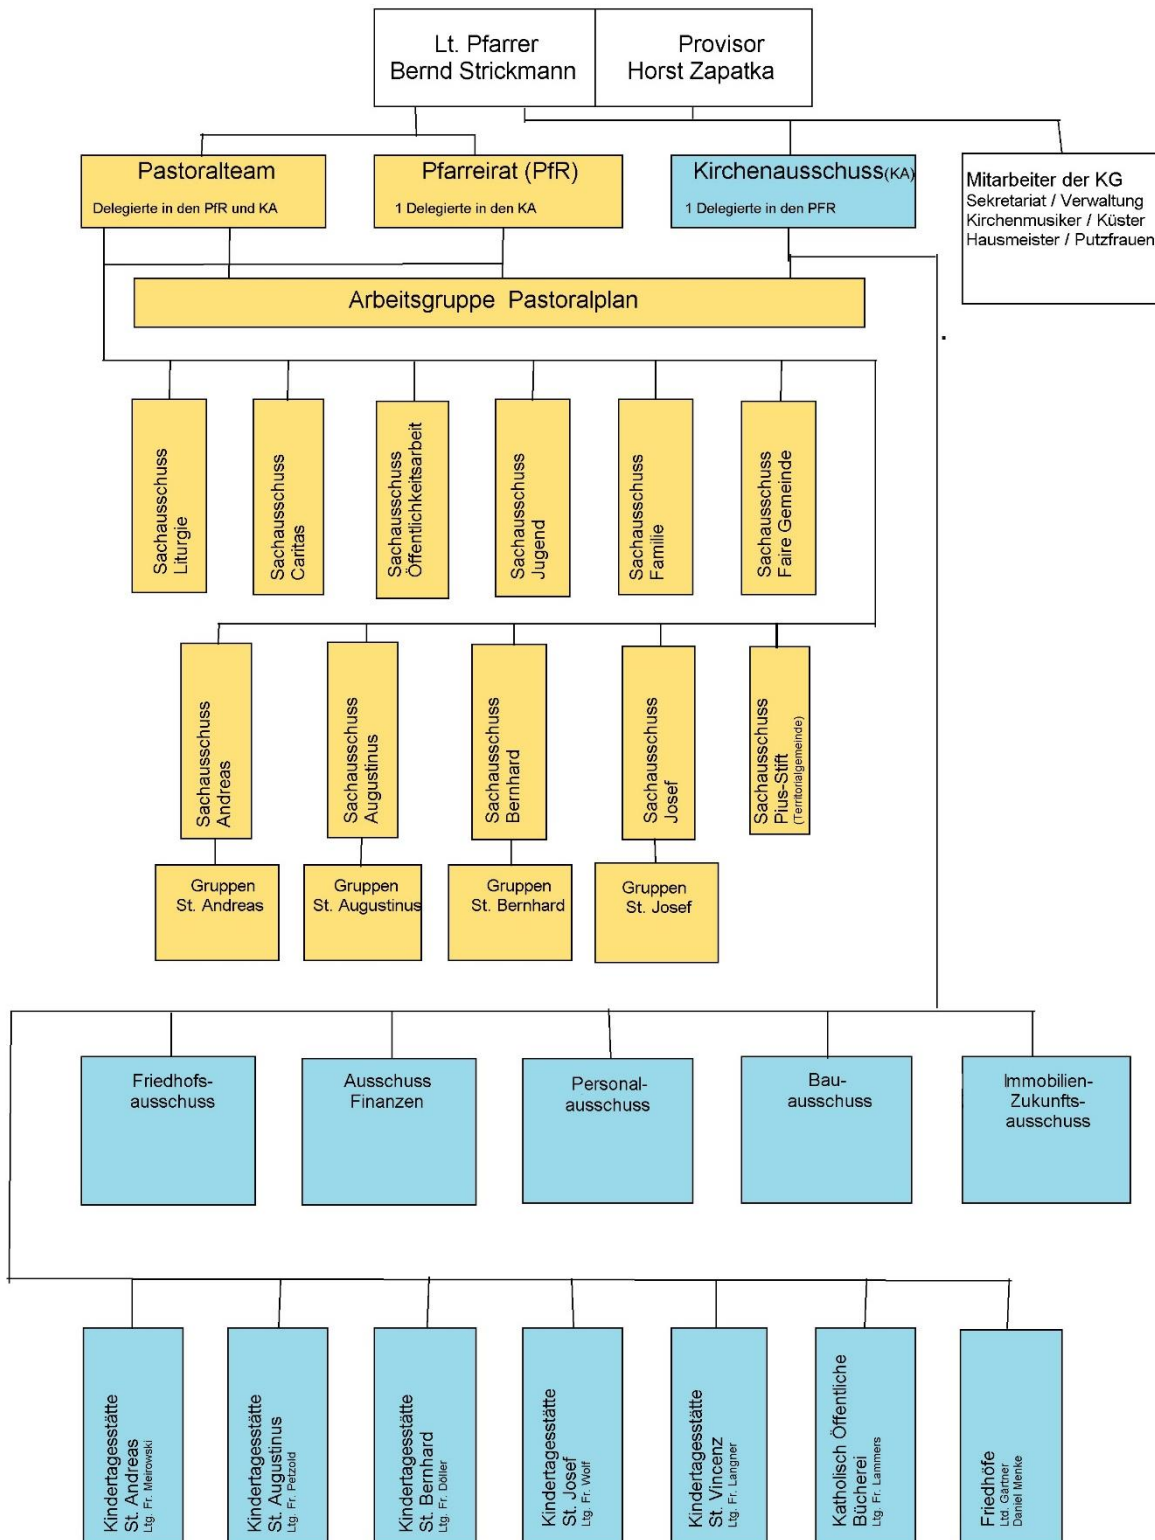 Lt. Pfarrer
Bernd Strickmann
Provisor
Horst Zapatka
Pastoralteam
Delegierte in den PfR und KA
Pfarreirat (PfR)
1 Delegierte in den KA
Kirchenausschuss(KA)
1 Delegierte in den PFR
Mitarbeiter der KG
Sekretariat / Verwaltung
Kirchenmusiker / Küster
Hausmeister / Putzfrauen
Arbeitsgruppe Pastoralplan
Sachausschuss
Liturgie
Sachausschuss
Caritas
Sachausschuss
Öffentlichkeitsarbeit
Sachausschuss
Jugend
Sachausschuss
Familie
Sachausschuss
Faire Gemeinde
Sachausschuss
Andreas
Sachausschuss
Augustinus
Sachausschuss
Bernhard
Sachausschuss
Josef
Sachausschuss
Pius-Stift
(Territorialgemeinde)
Gruppen
St. Andreas
Gruppen
St. Augustinus
Gruppen
St. Bernhard
Gruppen
St. Josef
Friedhofs-
ausschuss
Ausschuss
Finanzen
Personal-
ausschuss
Bau-
ausschuss
Immobilien-
Zukunfts-
ausschuss
Kindertagesstätte
St. Andreas
Ltg. Fr. Meirowski
Kindertagesstätte
St. Augustinus
Ltg. Fr. Petzold
Kindertagesstätte
St. Bernhard
Ltg. Fr. Döller
Kindertagesstätte
St. Josef
Ltg. Fr. Wolf
Kindertagesstätte
St. Vincenz
Ltg. Fr. Langner
Katholisch Öffentliche
Bücherei
Ltg. Fr. Lammers
Friedhöfe
Ltd. Gärtner
Daniel Menke